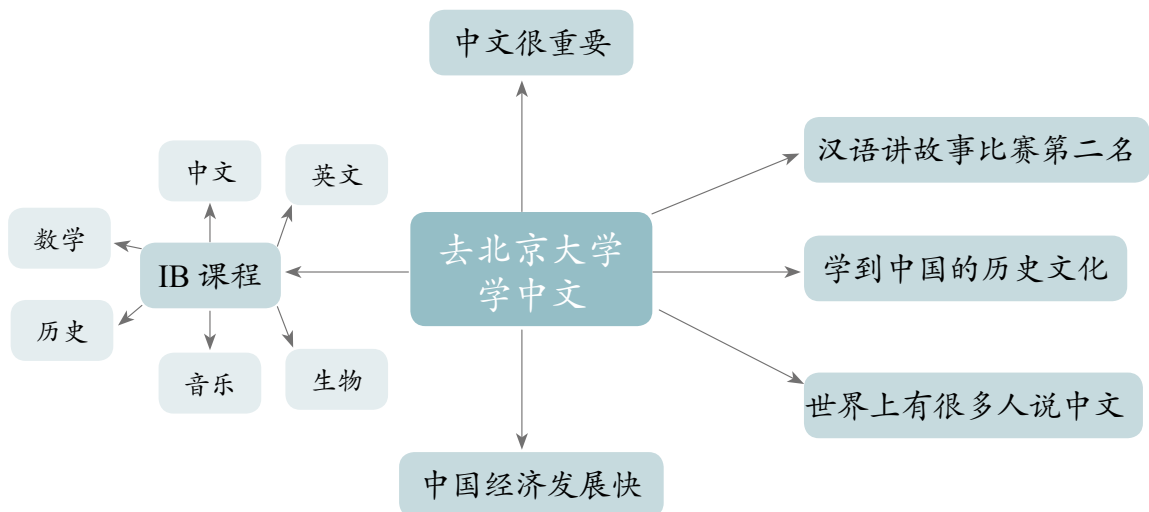 中文很重要
汉语讲故事比赛第二名
中文
英文
数学
去北京大学
学中文
IB 课程
学到中国的历史文化
历史
音乐
生物
世界上有很多人说中文
中国经济发展快